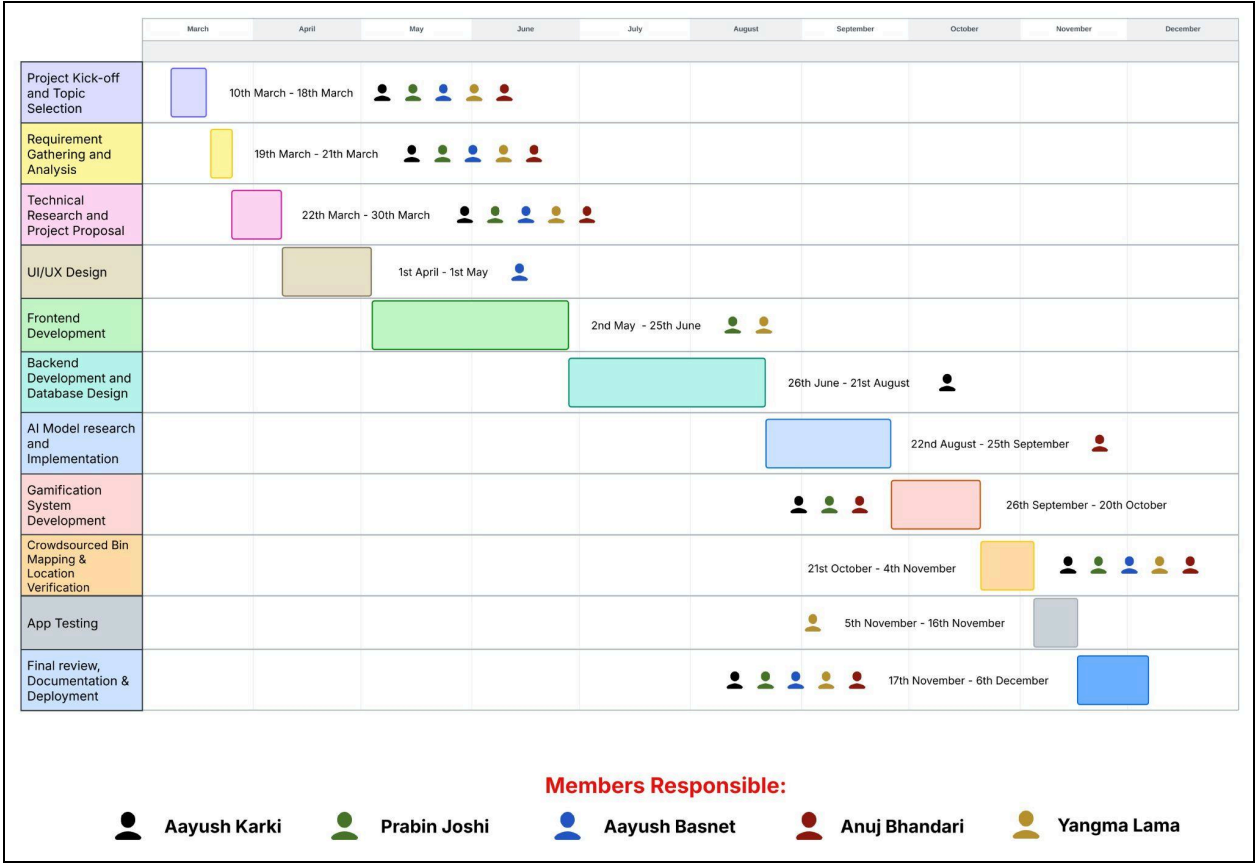 March April May June July August September October November December
Project Kick-off
and Topic
Selection
10th March - 18th March
Requirement
Gathering and
Analysis
19th March - 21th March
Technical
Research and
Project Proposal
22th March - 30th March
UI/UX Design
1st April - 1st May
Frontend
Development
2nd May - 25th June
Backend
Development and
Database Design
26th June - 21st August
AI Model research
and
Implementation
22nd August - 25th September
Gamification
System
Development
26th September - 20th October
Crowdsourced Bin
Mapping &
Location
Verification
21st October - 4th November
App Testing
5th November - 16th November
Final review,
Documentation &
Deployment
17th November - 6th December
Members Responsible:
Aayush Karki Prabin Joshi Aayush Basnet Anuj Bhandari Yangma Lama